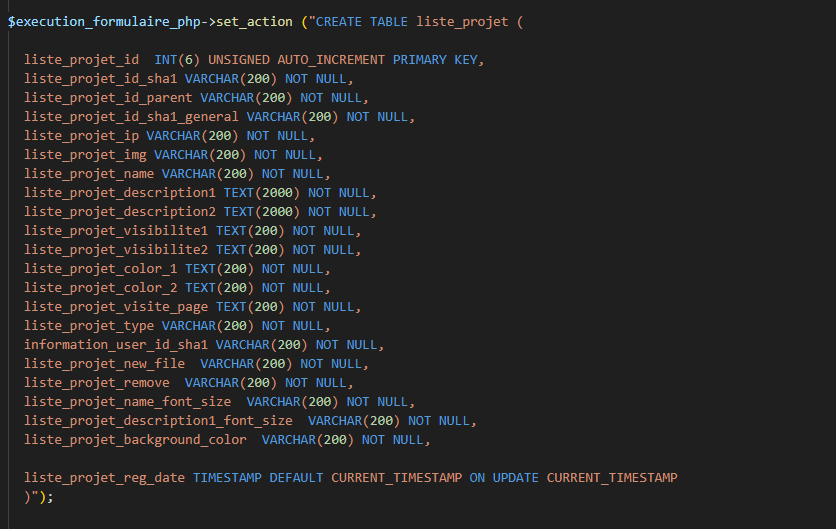 $execution_formulaire_php->set_action ("CREATE TABLE liste_projet (
liste_projet_id  INT(6) UNSIGNED AUTO_INCREMENT PRIMARY KEY,
liste_projet_id_sha1 VARCHAR(200) NOT NULL,
liste_projet_id_parent VARCHAR(200) NOT NULL,
liste_projet_id_sha1_general VARCHAR(200) NOT NULL,
liste_projet_ip VARCHAR(200) NOT NULL,
liste_projet_img VARCHAR(200) NOT NULL,
liste_projet_name VARCHAR(200) NOT NULL,
liste_projet_description1 TEXT(2000) NOT NULL,
liste_projet_description2 TEXT(2000) NOT NULL,
liste_projet_visibilite1 TEXT(200) NOT NULL,
liste_projet_visibilite2 TEXT(200) NOT NULL,
liste_projet_color_1 TEXT(200) NOT NULL,
liste_projet_color_2 TEXT(200) NOT NULL,
liste_projet_visite_page TEXT(200) NOT NULL,
liste_projet_type VARCHAR(200) NOT NULL,
information_user_id_sha1 VARCHAR(200) NOT NULL,
liste_projet_new_file  VARCHAR(200) NOT NULL,
liste_projet_remove  VARCHAR(200) NOT NULL,
liste_projet_name_font_size  VARCHAR(200) NOT NULL,
liste_projet_description1_font_size  VARCHAR(200) NOT NULL,
liste_projet_background_color  VARCHAR(200) NOT NULL,
liste_projet_reg_date TIMESTAMP DEFAULT CURRENT_TIMESTAMP ON UPDATE CURRENT_TIMESTAMP
)");